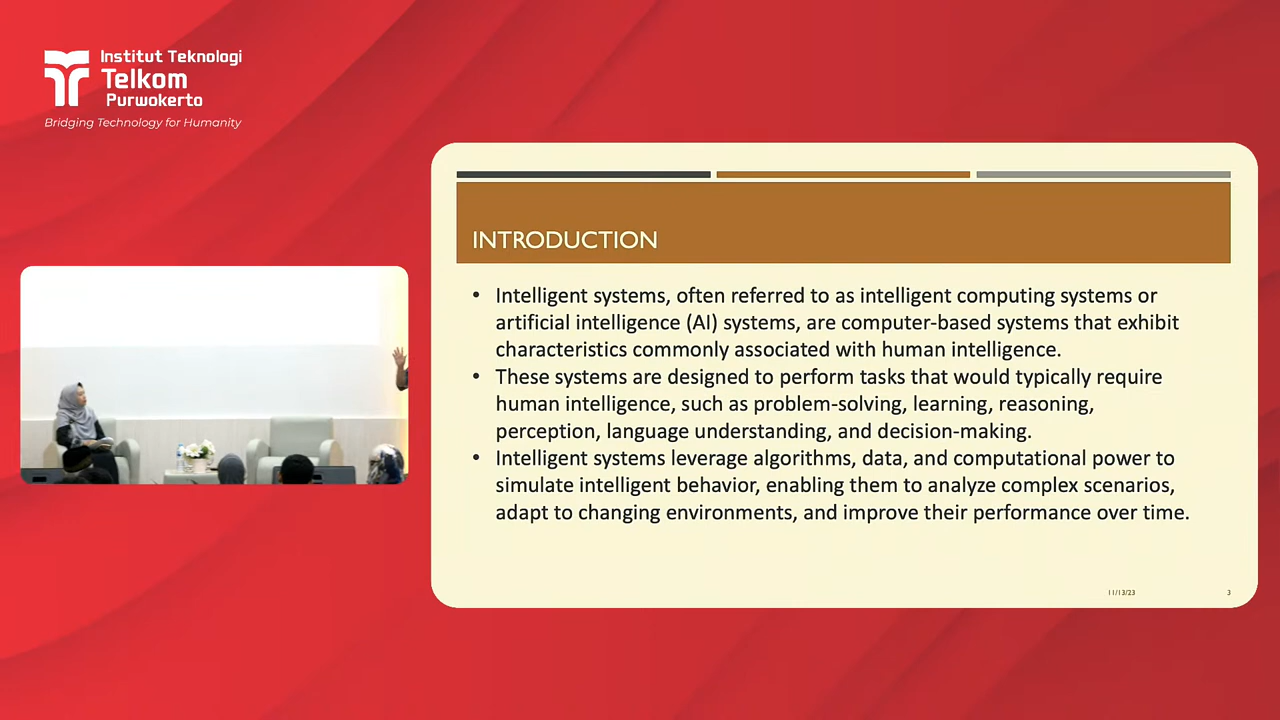 Institut Teknologi
Telkom
Purwokerto
Bridging Technology for Humanity
INTRODUCTION
• Intelligent systems, often referred to as intelligent computing systems or
artificial intelligence (AI) systems, are computer-based systems that exhibit
characteristics commonly associated with human intelligence.
• These systems are designed to perform tasks that would typically require
human intelligence, such as problem-solving, learning, reasoning,
perception, language understanding, and decision-making.
• Intelligent systems leverage algorithms, data, and computational power to
simulate intelligent behavior, enabling them to analyze complex scenarios,
adapt to changing environments, and improve their performance over time.
11/13/23
3